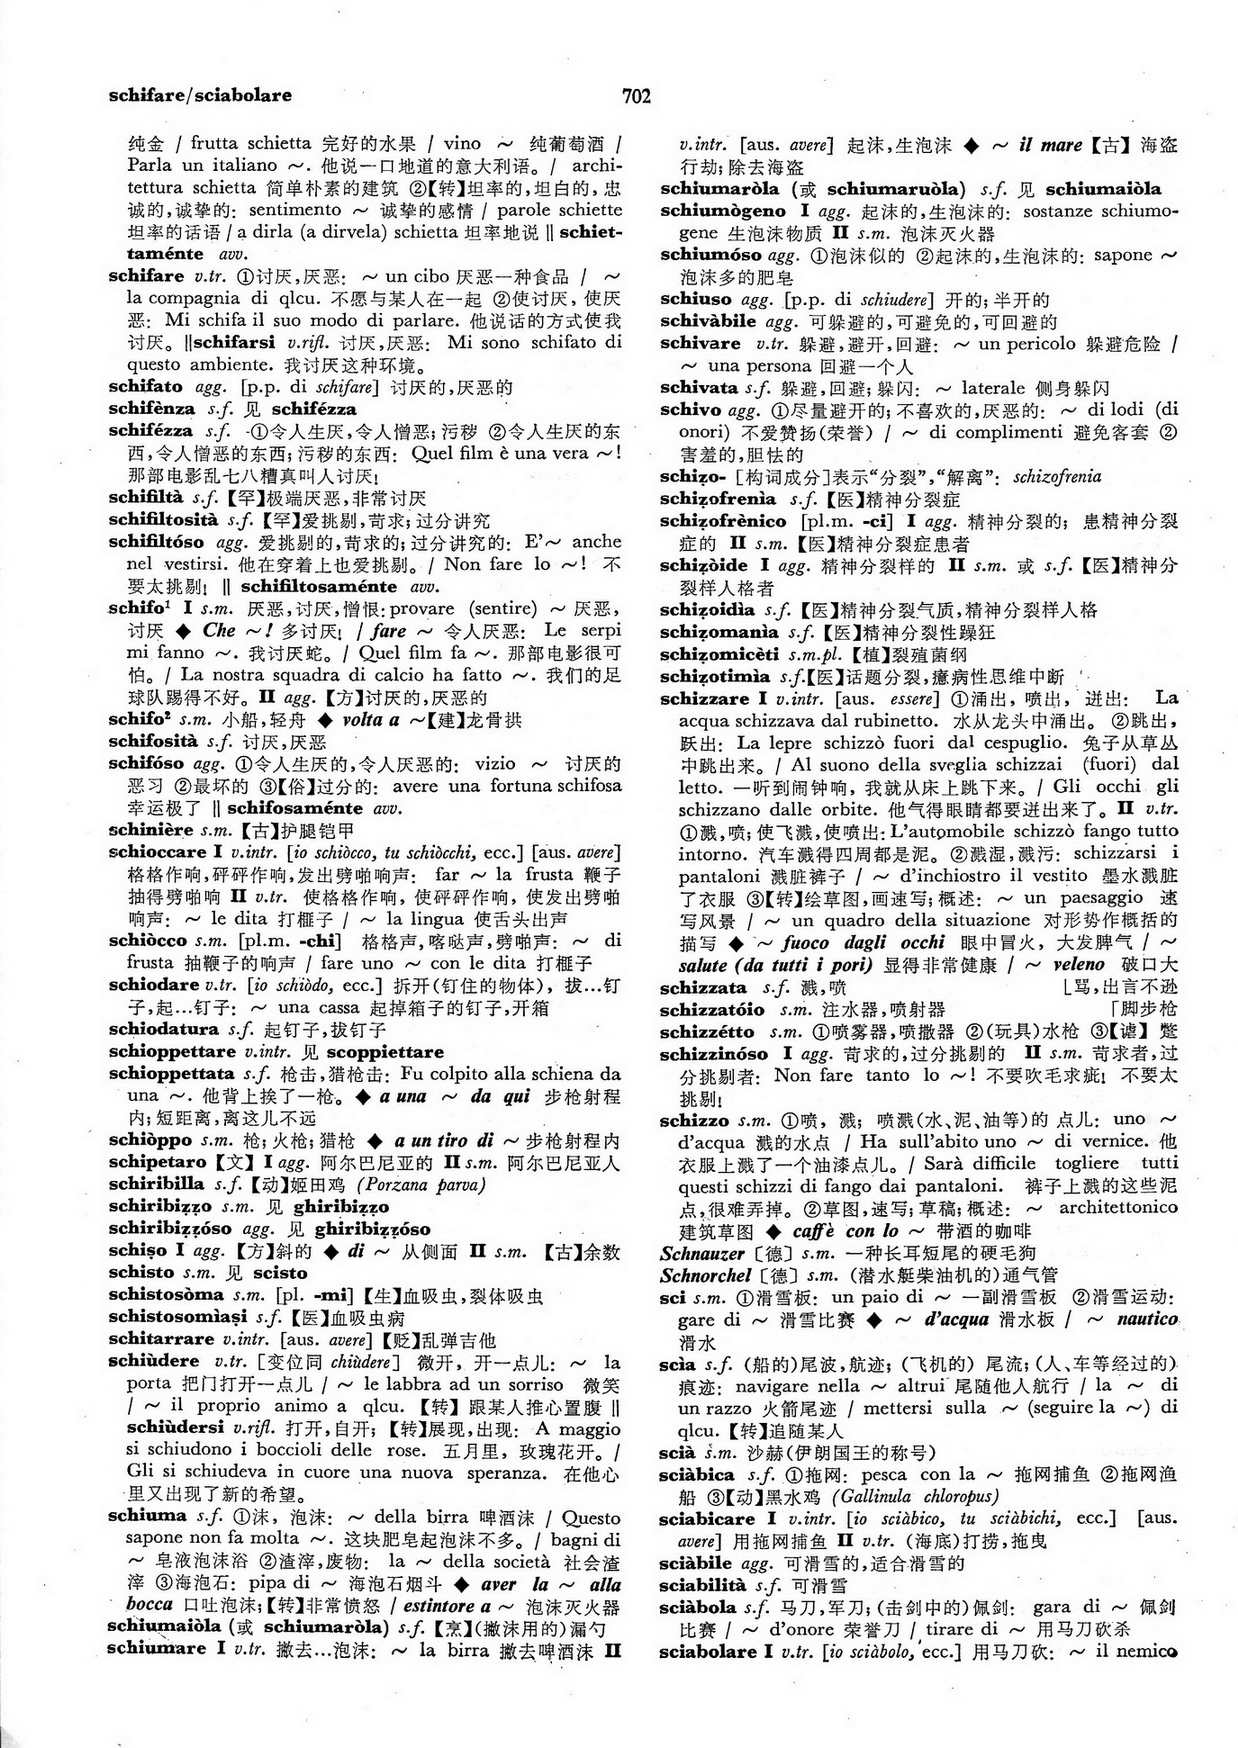 schifare/sciabolare
702
纯金 / frutta schietta 完好的水果 / vino ～ 纯葡萄酒 /
Parla un italiano ～. 他说一口地道的意大利语。/ archi-
tettura schietta 简单朴素的建筑 ②【转】坦率的,坦白的,忠
诚的,诚挚的: sentimento ～ 诚挚的感情 / parole schiette
坦率的话语 / a dirla (a dirvela) schietta 坦率地说 ‖ schiet-
taménte avv.
schifare v.tr. ①讨厌,厌恶: ～ un cibo 厌恶一种食品 / ～
la compagnia di qlcu. 不愿与某人在一起 ②使讨厌, 使厌
恶: Mi schifa il suo modo di parlare. 他说话的方式使我
讨厌。‖schifarsi v.rifl. 讨厌,厌恶: Mi sono schifato di
questo ambiente. 我讨厌这种环境。
schifato agg. [p.p. di schifare] 讨厌的,厌恶的
schifènza s.f. 见 schifézza
schifézza s.f. ①令人生厌,令人憎恶; 污秽 ②令人生厌的东
西,令人憎恶的东西; 污秽的东西: Quel film è una vera ～!
那部电影乱七八糟真叫人讨厌!
schifiltà s.f.【罕】极端厌恶,非常讨厌
schifiltosità s.f.【罕】爱挑剔,苛求; 过分讲究
schifiltóso agg. 爱挑剔的,苛求的; 过分讲究的: E'～ anche
nel vestirsi. 他在穿着上也爱挑剔。/ Non fare lo ～! 不
要太挑剔! ‖ schifiltosaménte avv.
schifo¹ I s.m. 厌恶,讨厌,憎恨: provare (sentire) ～ 厌恶,
讨厌 ◆ Che ～! 多讨厌! / fare ～ 令人厌恶: Le serpi
mi fanno ～. 我讨厌蛇。/ Quel film fa ～. 那部电影很可
怕。/ La nostra squadra di calcio ha fatto ～. 我们的足
球队踢得不好。II agg.【方】讨厌的,厌恶的
schifo² s.m. 小船,轻舟 ◆ volta a ～【建】龙骨拱
schifosità s.f. 讨厌,厌恶
schifóso agg. ①令人生厌的,令人厌恶的: vizio ～ 讨厌的
恶习 ②最坏的 ③【俗】过分的: avere una fortuna schifosa
幸运极了 ‖ schifosaménte avv.
schinière s.m.【古】护腿铠甲
schioccare I v.intr. [io schiòcco, tu schiòcchi, ecc.] [aus. avere]
格格作响,砰砰作响,发出劈啪响声: far ～ la frusta 鞭子
抽得劈啪响 II v.tr. 使格格作响, 使砰砰作响, 使发出劈啪
响声: ～ le dita 打榧子 / ～ la lingua 使舌头出声
schiòcco s.m. [pl.m. -chi] 格格声,喀哒声,劈啪声: ～ di
frusta 抽鞭子的响声 / fare uno ～ con le dita 打榧子
schiodare v.tr. [io schiòdo, ecc.] 拆开(钉住的物体), 拔…钉
子,起…钉子: ～ una cassa 起掉箱子的钉子,开箱
schiodatura s.f. 起钉子,拔钉子
schioppettare v.intr. 见 scoppiettare
schioppettata s.f. 枪击,猎枪击: Fu colpito alla schiena da
una ～. 他背上挨了一枪。◆ a una ～ da qui 步枪射程
内; 短距离,离这儿不远
schiòppo s.m. 枪; 火枪; 猎枪 ◆ a un tiro di ～ 步枪射程内
schipetaro【文】I agg. 阿尔巴尼亚的 II s.m. 阿尔巴尼亚人
schiribilla s.f.【动】姬田鸡 (Porzana parva)
schiribiẓẓo s.m. 见 ghiribiẓẓo
schiribiẓẓóso agg. 见 ghiribiẓẓóso
schiṣo I agg.【方】斜的 ◆ di ～ 从侧面 II s.m. 【古】余数
schisto s.m. 见 scisto
schistosòma s.m. [pl. -mi]【生】血吸虫,裂体吸虫
schistosomìaṣi s.f.【医】血吸虫病
schitarrare v.intr. [aus. avere]【贬】乱弹吉他
schiùdere v.tr. [变位同 chiùdere] 微开, 开一点儿: ～ la
porta 把门打开一点儿 / ～ le labbra ad un sorriso 微笑
/ ～ il proprio animo a qlcu. 【转】跟某人推心置腹 ‖
schiùdersi v.rifl. 打开,自开; 【转】展现,出现: A maggio
si schiudono i boccioli delle rose. 五月里, 玫瑰花开。/
Gli si schiudeva in cuore una nuova speranza. 在他心
里又出现了新的希望。
schiuma s.f. ①沫, 泡沫: ～ della birra 啤酒沫 / Questo
sapone non fa molta ～. 这块肥皂起泡沫不多。/ bagni di
～ 皂液泡沫浴 ②渣滓,废物: la ～ della società 社会渣
滓 ③海泡石: pipa di ～ 海泡石烟斗 ◆ aver la ～ alla
bocca 口吐泡沫;【转】非常愤怒 / estintore a ～ 泡沫灭火器
schiumaiòla (或 schiumaròla) s.f.【烹】(撇沫用的)漏勺
schiumare I v.tr. 撇去…泡沫: ～ la birra 撇去啤酒沫 II
v.intr. [aus. avere] 起沫,生泡沫 ◆ ～ il mare【古】海盗
行劫; 除去海盗
schiumaròla (或 schiumaruòla) s.f. 见 schiumaiòla
schiumògeno I agg. 起沫的,生泡沫的: sostanze schiumo-
gene 生泡沫物质 II s.m. 泡沫灭火器
schiumóso agg. ①泡沫似的 ②起沫的,生泡沫的: sapone ～
泡沫多的肥皂
schiuso agg. [p.p. di schiudere] 开的; 半开的
schivàbile agg. 可躲避的,可避免的,可回避的
schivare v.tr. 躲避,避开,回避: ～ un pericolo 躲避危险 /
～ una persona 回避一个人
schivata s.f. 躲避,回避; 躲闪: ～ laterale 侧身躲闪
schivo agg. ①尽量避开的; 不喜欢的,厌恶的: ～ di lodi (di
onori) 不爱赞扬(荣誉) / ～ di complimenti 避免客套 ②
害羞的,胆怯的
schiẓo- [构词成分]表示“分裂”,“解离”: schizofrenia
schiẓofrenìa s.f.【医】精神分裂症
schiẓofrènico [pl.m. -ci] I agg. 精神分裂的; 患精神分裂
症的 II s.m.【医】精神分裂症患者
schiẓòide I agg. 精神分裂样的 II s.m. 或 s.f.【医】精神分
裂样人格者
schiẓoidìa s.f.【医】精神分裂气质,精神分裂样人格
schiẓomanìa s.f.【医】精神分裂性躁狂
schiẓomicèti s.m.pl.【植】裂殖菌纲
schiẓotimìa s.f.【医】话题分裂,癔病性思维中断
schizzare I v.intr. [aus. essere] ①涌出, 喷出, 迸出: La
acqua schizzava dal rubinetto. 水从龙头中涌出。②跳出,
跃出: La lepre schizzò fuori dal cespuglio. 兔子从草丛
中跳出来。/ Al suono della sveglia schizzai (fuori) dal
letto. 一听到闹钟响, 我就从床上跳下来。/ Gli occhi gli
schizzano dalle orbite. 他气得眼睛都要迸出来了。II v.tr.
①溅,喷; 使飞溅,使喷出: L'automobile schizzò fango tutto
intorno. 汽车溅得四周都是泥。②溅湿,溅污: schizzarsi i
pantaloni 溅脏裤子 / ～ d'inchiostro il vestito 墨水溅脏
了衣服 ③【转】绘草图,画速写; 概述: ～ un paesaggio 速
写风景 / ～ un quadro della situazione 对形势作概括的
描写 ◆ ～ fuoco dagli occhi 眼中冒火, 大发脾气 / ～
salute (da tutti i pori) 显得非常健康 / ～ veleno 破口大
schizzata s.f. 溅,喷 ⌊骂,出言不逊
schizzatóio s.m. 注水器,喷射器 ｢脚步枪
schizzétto s.m. ①喷雾器,喷撒器 ②(玩具)水枪 ③【谑】蹩
schizzinóso I agg. 苛求的,过分挑剔的 II s.m. 苛求者,过
分挑剔者: Non fare tanto lo ～! 不要吹毛求疵! 不要太
挑剔!
schizzo s.m. ①喷, 溅; 喷溅(水、泥、油等)的点儿: uno ～
d'acqua 溅的水点 / Ha sull'abito uno ～ di vernice. 他
衣服上溅了一个油漆点儿。/ Sarà difficile togliere tutti
questi schizzi di fango dai pantaloni. 裤子上溅的这些泥
点,很难弄掉。②草图,速写; 草稿; 概述: ～ architettonico
建筑草图 ◆ caffè con lo ～ 带酒的咖啡
Schnauzer〔德〕s.m. 一种长耳短尾的硬毛狗
Schnorchel〔德〕s.m. (潜水艇柴油机的)通气管
sci s.m. ①滑雪板: un paio di ～ 一副滑雪板 ②滑雪运动:
gare di ～ 滑雪比赛 ◆ ～ d'acqua 滑水板 / ～ nautico
滑水
scìa s.f. (船的)尾波,航迹; (飞机的) 尾流; (人、车等经过的)
痕迹: navigare nella ～ altrui 尾随他人航行 / la ～ di
un razzo 火箭尾迹 / mettersi sulla ～ (seguire la ～) di
qlcu.【转】追随某人
scià s.m. 沙赫(伊朗国王的称号)
sciàbica s.f. ①拖网: pesca con la ～ 拖网捕鱼 ②拖网渔
船 ③【动】黑水鸡 (Gallinula chloropus)
sciabicare I v.intr. [io sciàbico, tu sciàbichi, ecc.] [aus.
avere] 用拖网捕鱼 II v.tr. (海底)打捞,拖曳
sciàbile agg. 可滑雪的,适合滑雪的
sciabilità s.f. 可滑雪
sciàbola s.f. 马刀,军刀; (击剑中的)佩剑: gara di ～ 佩剑
比赛 / ～ d'onore 荣誉刀 / tirare di ～ 用马刀砍杀
sciabolare I v.tr. [io sciàbolo, ecc.] 用马刀砍: ～ il nemico